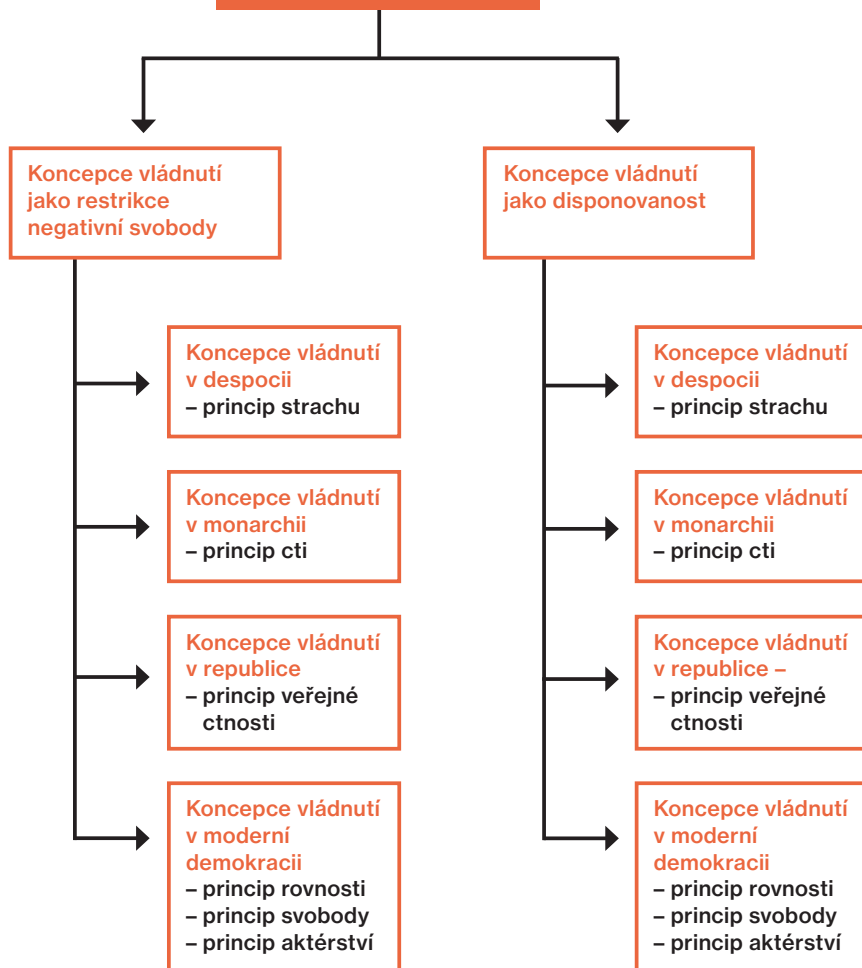 Koncepce vládnutí
jako restrikce
negativní svobody
Koncepce vládnutí
v despocii
– princip strachu
Koncepce vládnutí
v monarchii
– princip cti
Koncepce vládnutí
v republice
– princip veřejné
ctnosti
Koncepce vládnutí
v moderní
demokracii
– princip rovnosti
– princip svobody
– princip aktérství
Koncepce vládnutí
jako disponovanost
Koncepce vládnutí
v despocii
– princip strachu
Koncepce vládnutí
v monarchii
– princip cti
Koncepce vládnutí
v republice –
– princip veřejné
ctnosti
Koncepce vládnutí
v moderní
demokracii
– princip rovnosti
– princip svobody
– princip aktérství